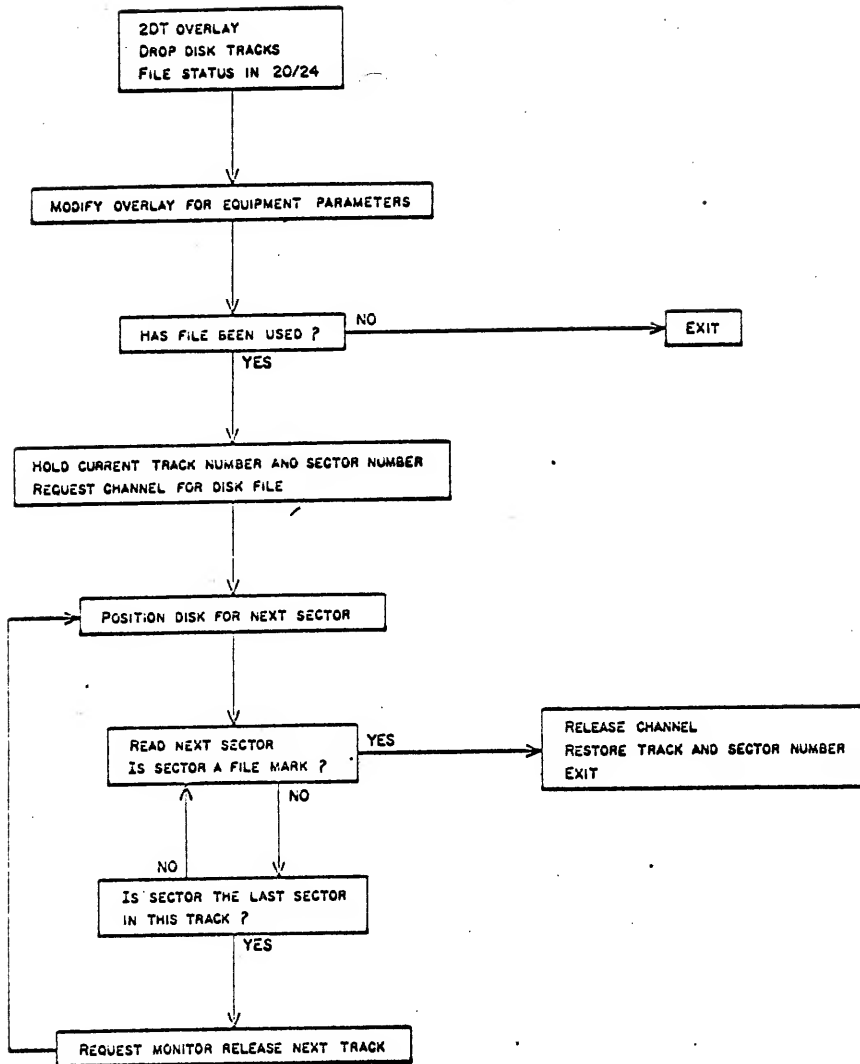 2DT OVERLAY
DROP DISK TRACKS
FILE STATUS IN 20/24
MODIFY OVERLAY FOR EQUIPMENT PARAMETERS
HAS FILE BEEN USED ?
NO
EXIT
YES
HOLD CURRENT TRACK NUMBER AND SECTOR NUMBER
REQUEST CHANNEL FOR DISK FILE
POSITION DISK FOR NEXT SECTOR
READ NEXT SECTOR
IS SECTOR A FILE MARK ?
YES
RELEASE CHANNEL
RESTORE TRACK AND SECTOR NUMBER
EXIT
NO
NO
IS SECTOR THE LAST SECTOR
IN THIS TRACK ?
YES
REQUEST MONITOR RELEASE NEXT TRACK